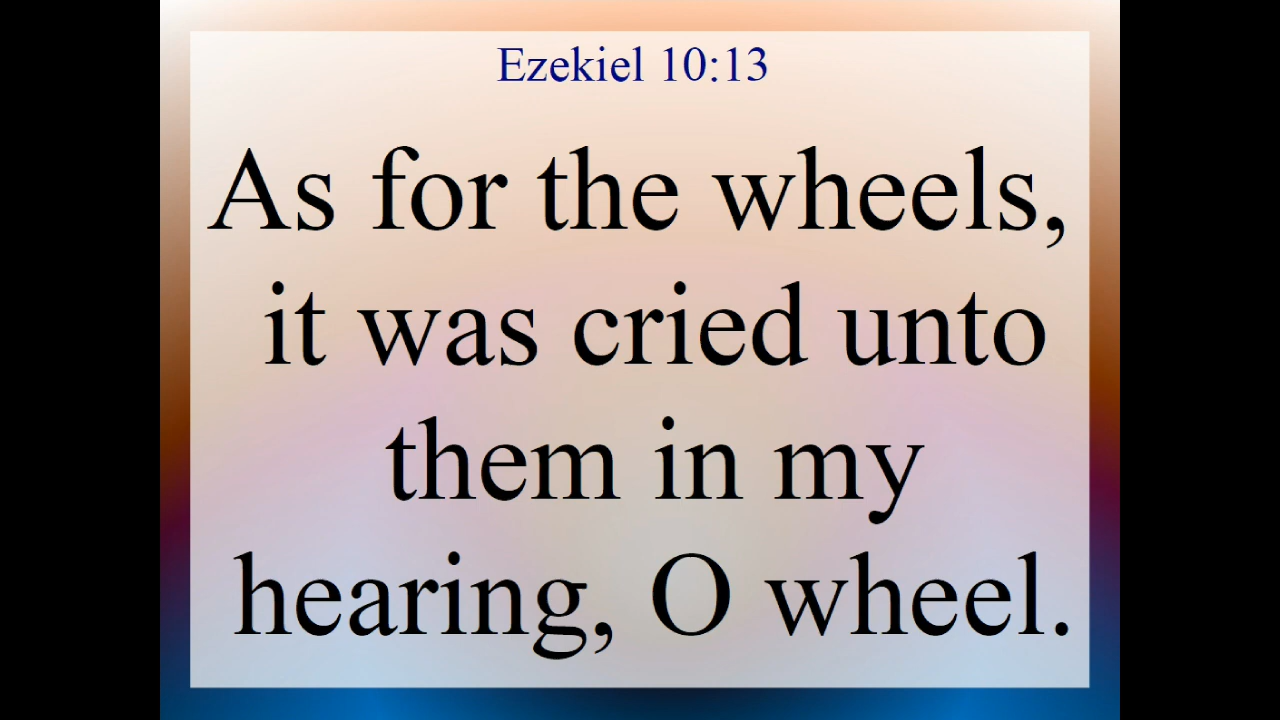 Ezekiel 10:13
As for the wheels,
it was cried unto
them in my
hearing, O wheel.